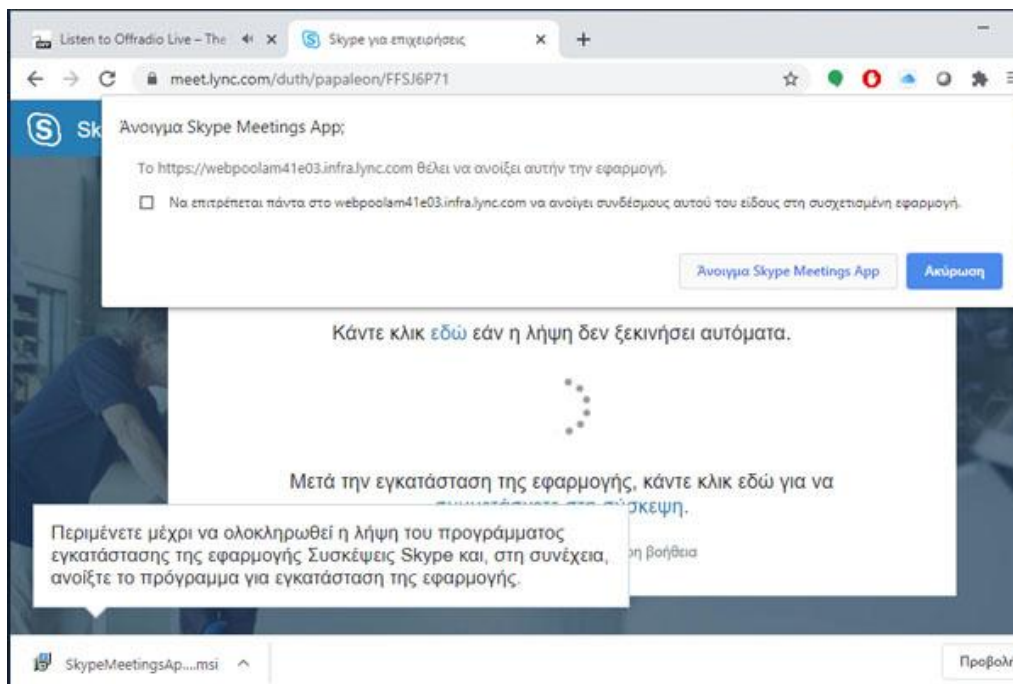 Listen to Offradio Live – The
Skype για επιχειρήσεις
meet.lync.com/duth/papaleon/FFSJ6P71
Sk
Άνοιγμα Skype Meetings App;
Το https://webpoolam41e03.infra.lync.com θέλει να ανοίξει αυτήν την εφαρμογή.
Να επιτρέπεται πάντα στο webpoolam41e03.infra.lync.com να ανοίγει συνδέσμους αυτού του είδους στη συσχετισμένη εφαρμογή.
Άνοιγμα Skype Meetings App Ακύρωση
Κάντε κλικ εδώ εάν η λήψη δεν ξεκινήσει αυτόματα.
Μετά την εγκατάσταση της εφαρμογής, κάντε κλικ εδώ για να
συμμετάσχετε στη σύσκεψη.
Περιμένετε μέχρι να ολοκληρωθεί η λήψη του προγράμματος
εγκατάστασης της εφαρμογής Συσκέψεις Skype και, στη συνέχεια,
ανοίξτε το πρόγραμμα για εγκατάσταση της εφαρμογής.
βοήθεια
SkypeMeetingsAp....msi
Προβολή